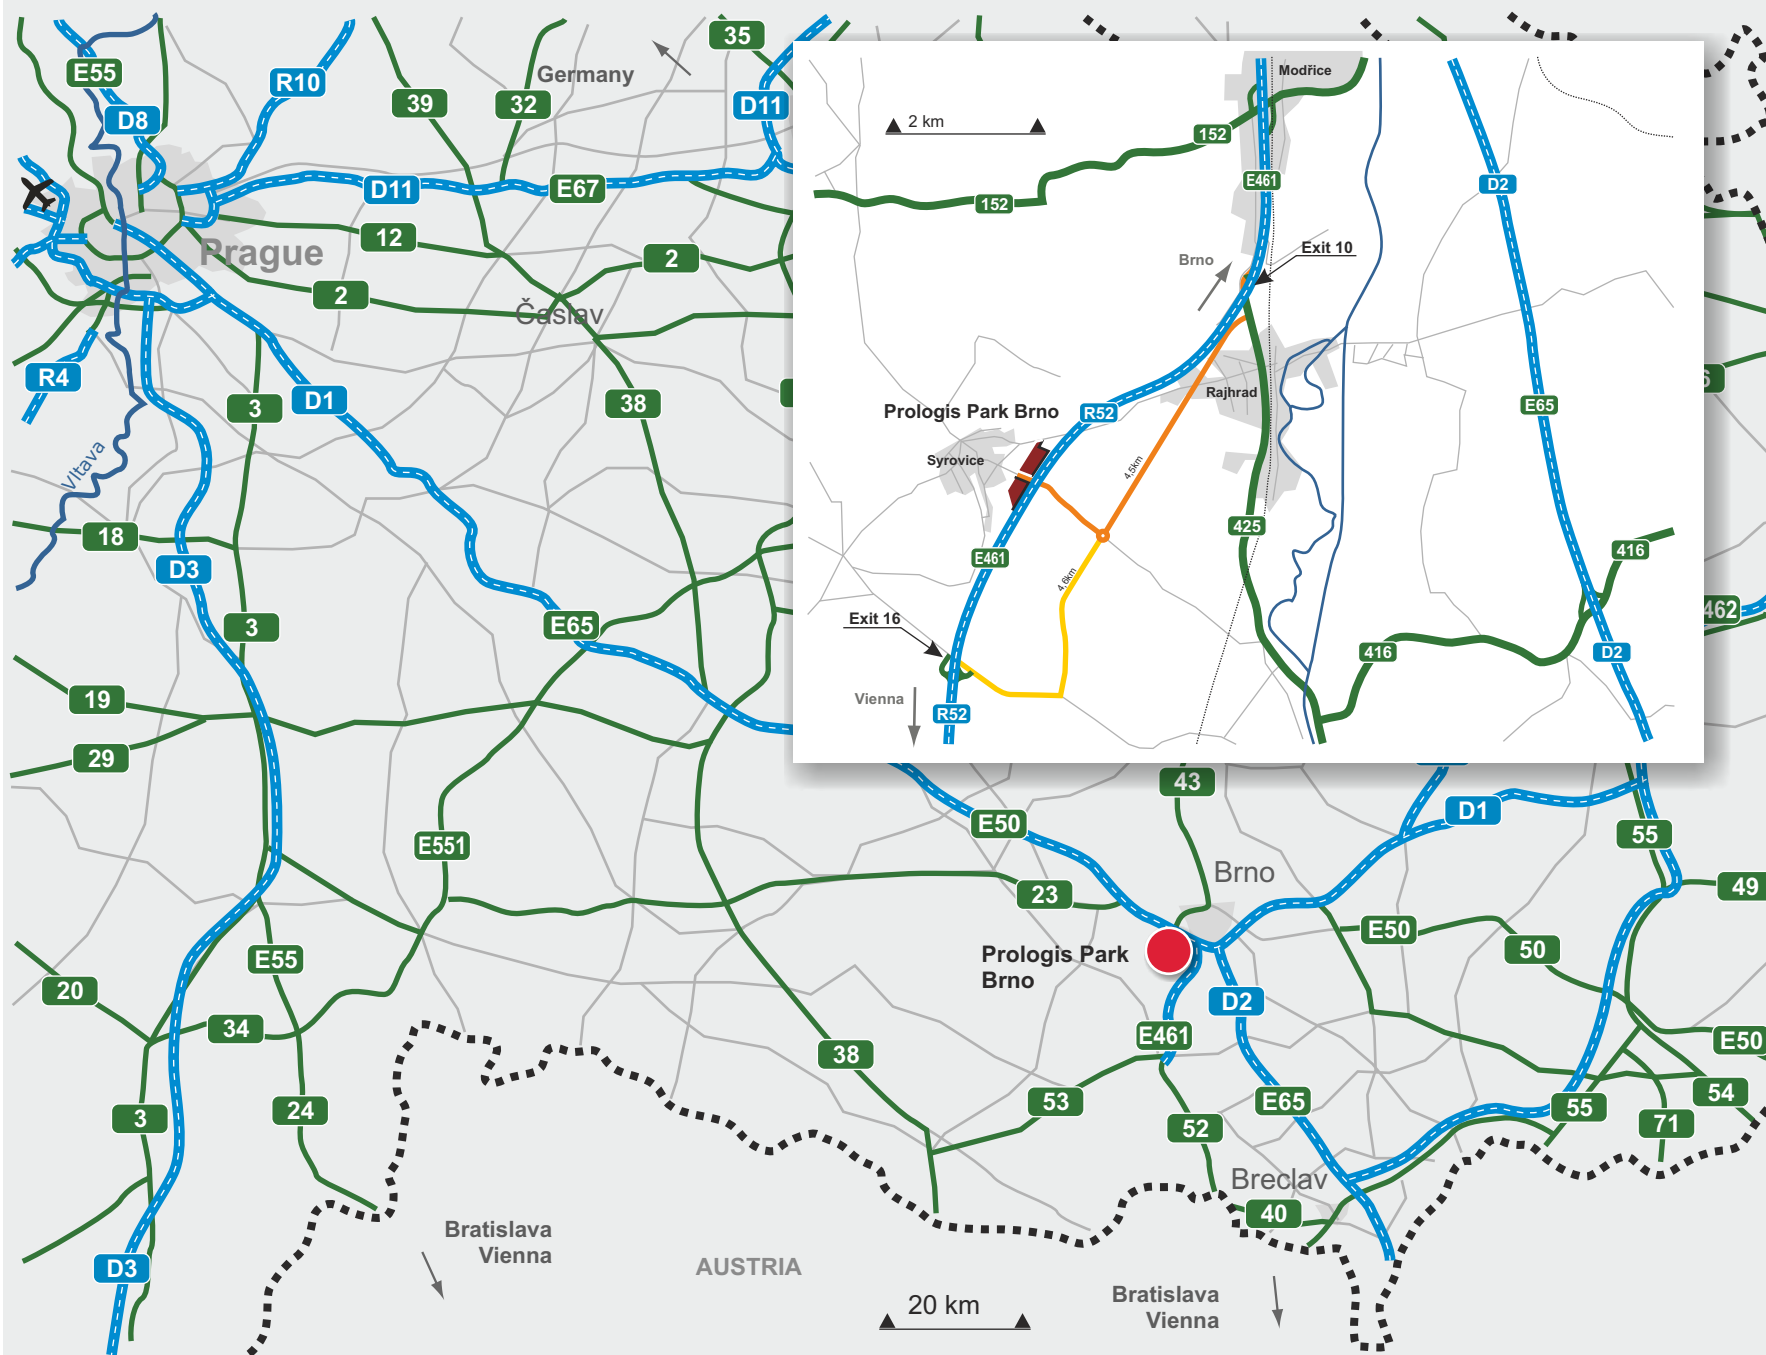 35
E55
Germany
R10
39
32
D11
D8
D11
E67
12
Prague
2
2
Čáslav
R4
3
D1
38
Vltava
18
D3
3
E65
19
29
E551
Modřice
2 km
152
152
E461
D2
Exit 10
Brno
Rajhrad
R52
Prologis Park Brno
Syrovice
E65
4,5km
425
416
E461
4,6km
Exit 16
416
D2
Vienna
R52
462
43
D1
E50
55
Brno
23
49
E50
50
Prologis Park
Brno
E55
20
D2
34
E461
E50
38
53
E65
54
55
71
3
24
52
Breclav
40
Bratislava
Vienna
AUSTRIA
D3
20 km
Bratislava
Vienna